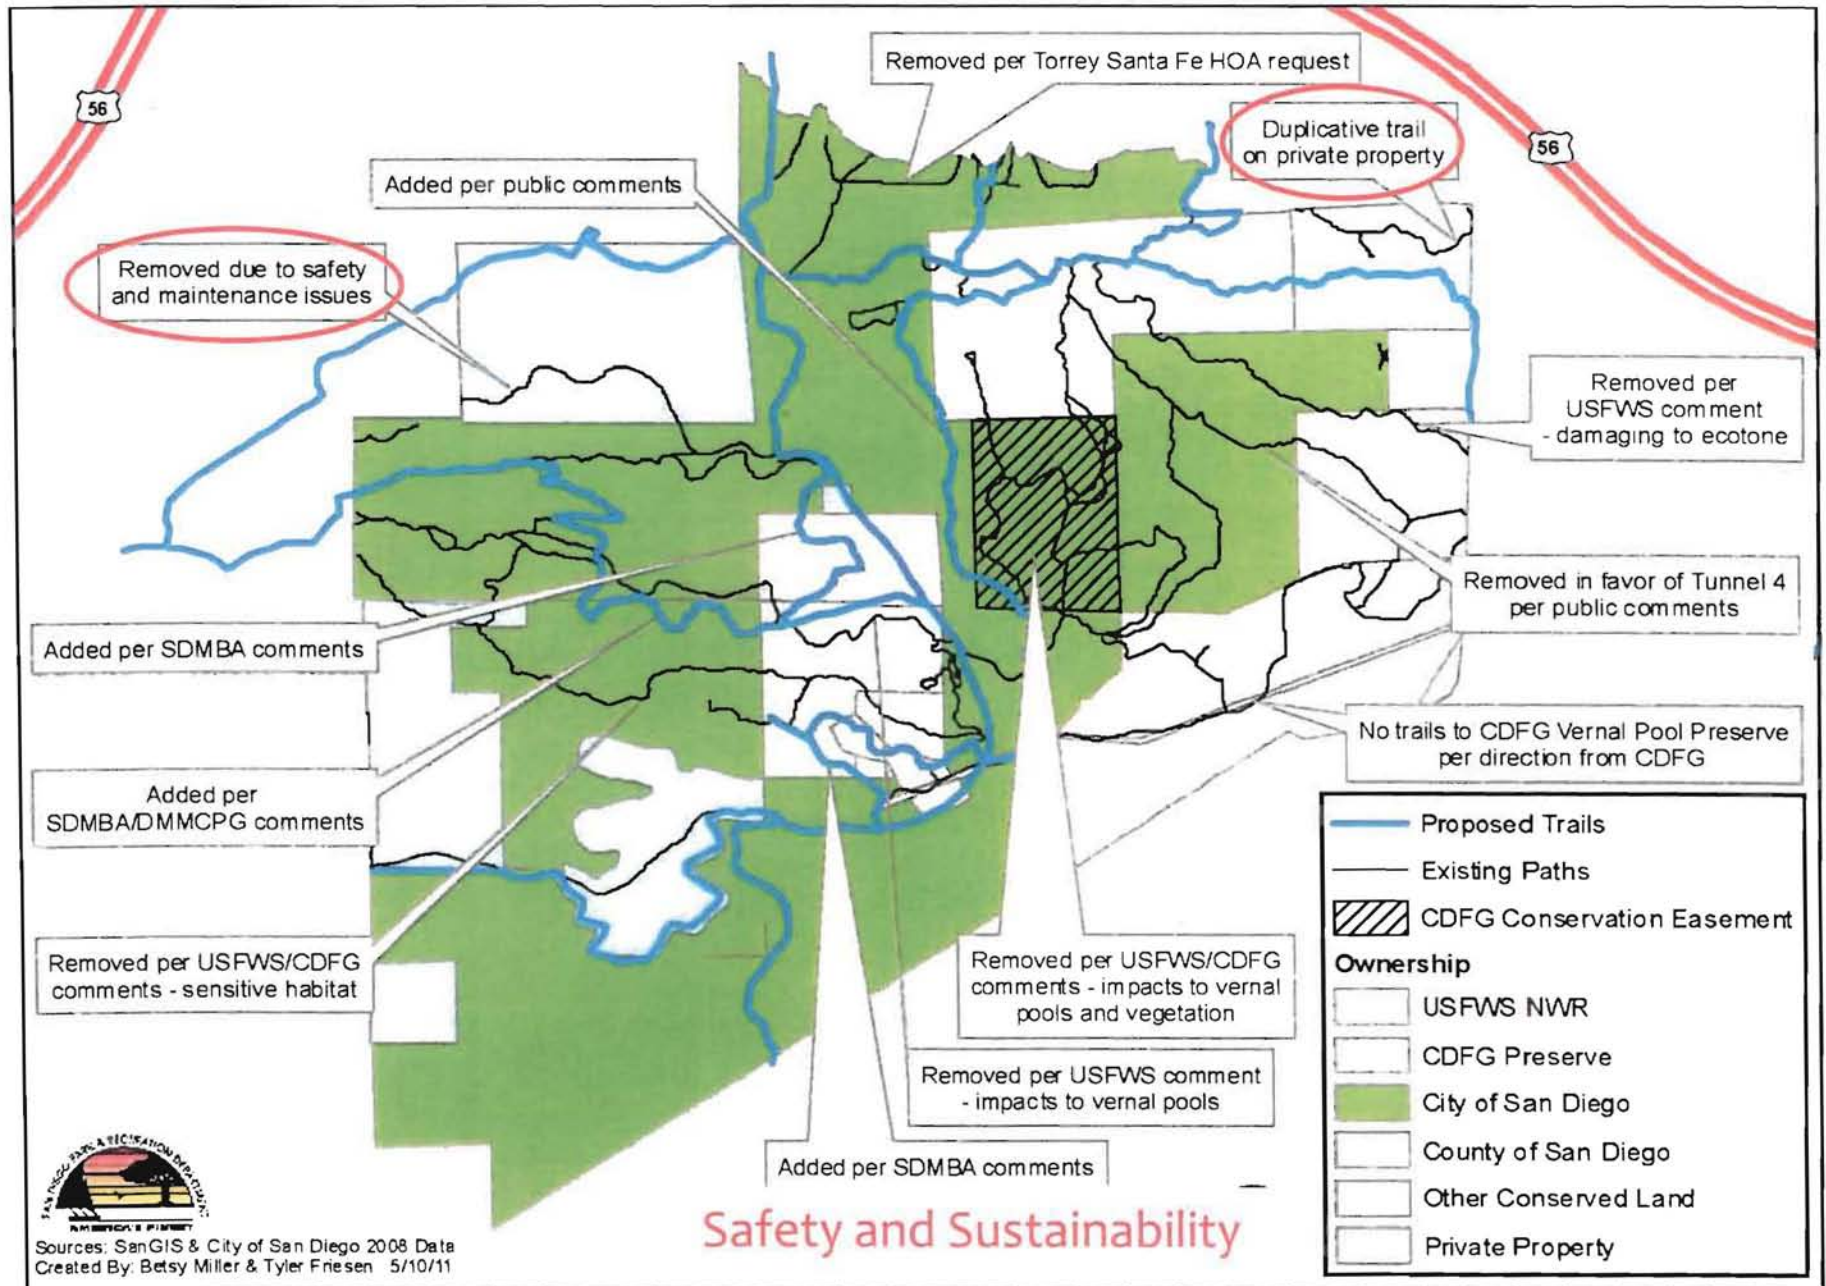 56
Removed per Torrey Santa Fe HOA request
Duplicative trail
on private property
56
Added per public comments
Removed due to safety
and maintenance issues
Removed per
USFWS comment
- damaging to ecotone
Removed in favor of Tunnel 4
per public comments
Added per SDMBA comments
No trails to CDFG Vernal Pool Preserve
per direction from CDFG
Added per
SDMBA/DMMCPG comments
Removed per USFWS/CDFG
comments - sensitive habitat
Removed per USFWS/CDFG
comments - impacts to vernal
pools and vegetation
Removed per USFWS comment
- impacts to vernal pools
Added per SDMBA comments
Proposed Trails
Existing Paths
CDFG Conservation Easement
Ownership
USFWS NWR
CDFG Preserve
City of San Diego
County of San Diego
Other Conserved Land
Private Property
SAN DIEGO PARK & RECREATION DEPARTMENT
AMERICA'S FINEST
Sources: SanGIS & City of San Diego 2008 Data
Created By: Betsy Miller & Tyler Friesen 5/10/11
Safety and Sustainability